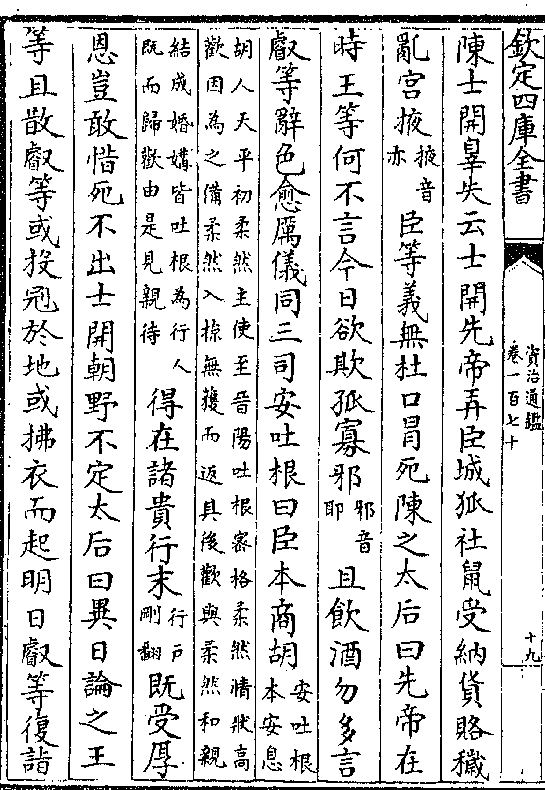 欽定四庫全書
資治通鑑
卷一百七十
十九
陳士開辠失云士開先帝弄臣城狐社鼠受納貨賂穢
亂宮掖掖音亦臣等義無杜口冒死陳之太后曰先帝在
時王等何不言今日欲欺孤寡邪邪音耶且飲酒勿多言
叡等辭色愈厲儀同三司安吐根曰臣本商胡安吐根本安息
胡人天平初柔然主使至晉陽吐根密格柔然情狀高
歡因為之備柔然入掠無獲而返其後歡與柔然和親
結成婚媾皆吐根為行人既而歸歡由是見親待得在諸貴行末行戶剛翻既受厚
恩豈敢惜死不出士開朝野不定太后曰異日論之王
等且散叡等或投冠於地或拂衣而起明日叡等復詣